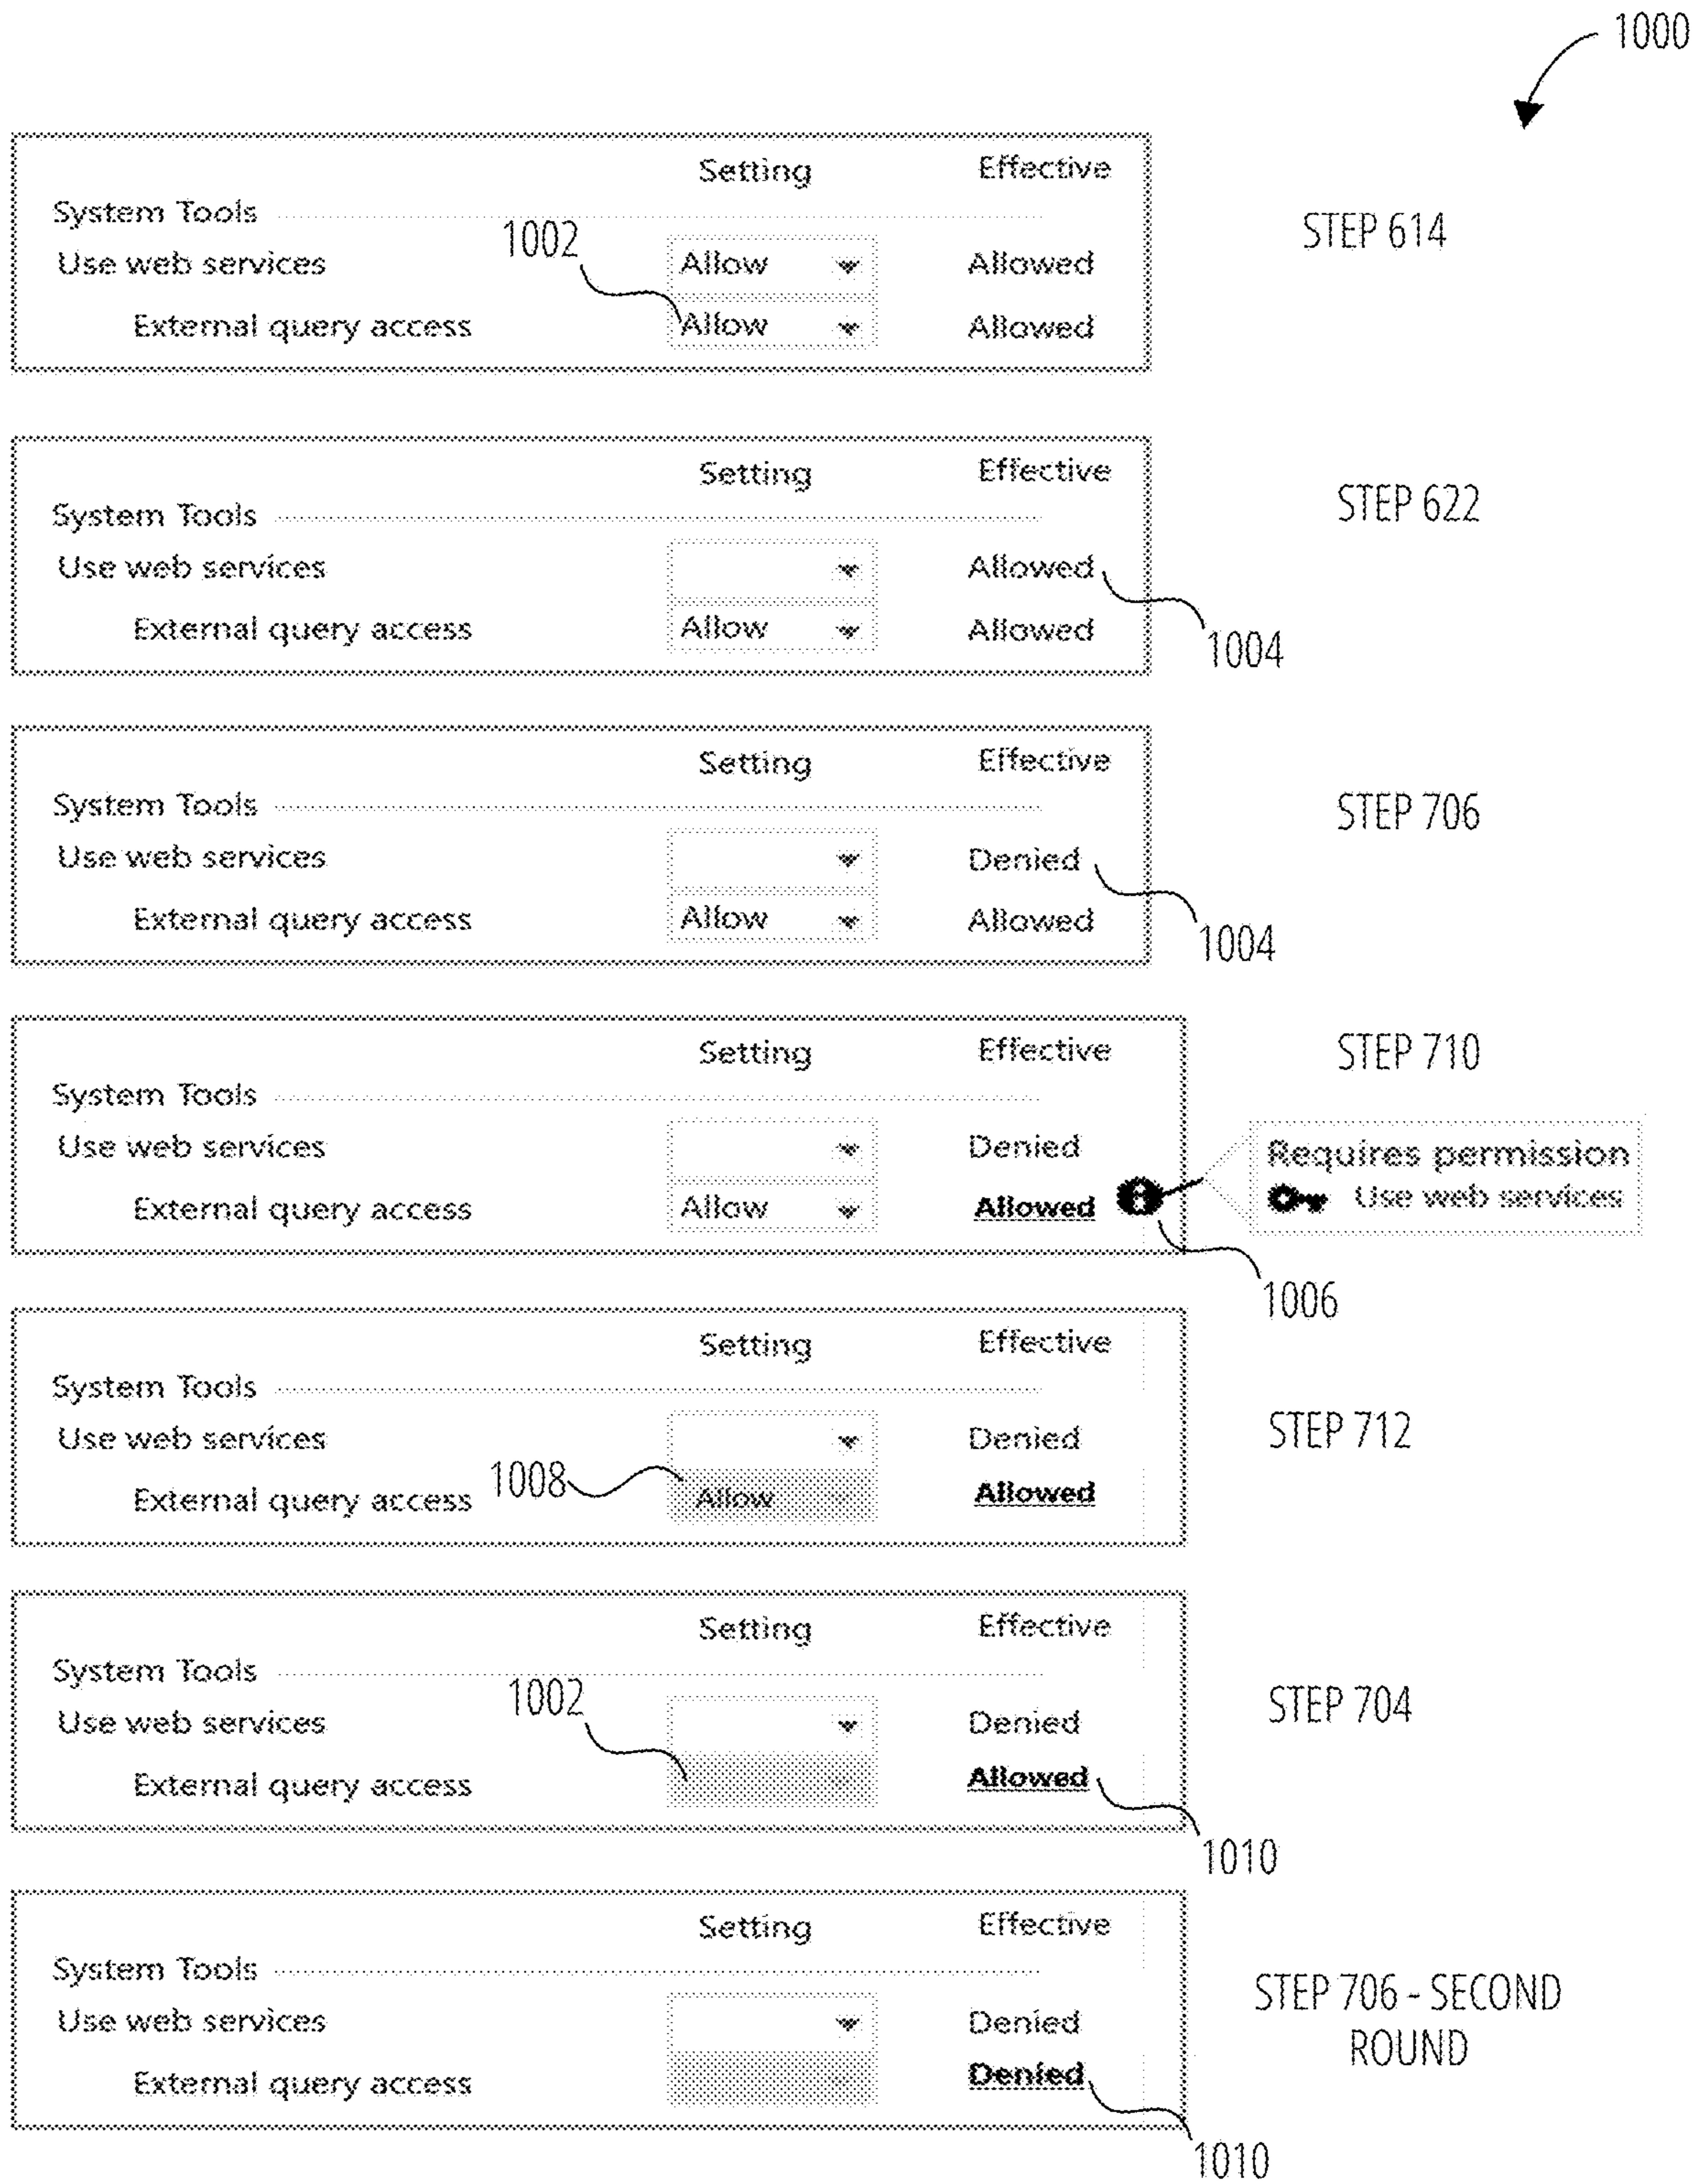 1000
Setting Effective
System Tools
Use web services Allow Allowed
1002
External query access Allow Allowed
STEP 614
Setting Effective
System Tools
Use web services Allowed
External query access Allow Allowed
1004
STEP 622
Setting Effective
System Tools
Use web services Denied
External query access Allow Allowed
1004
STEP 706
Setting Effective
System Tools
Use web services Denied
External query access Allow Allowed
STEP 710
Requires permission
Use web services
1006
Setting Effective
System Tools
Use web services Denied
1008
External query access Allow Allowed
STEP 712
Setting Effective
System Tools
1002
Use web services Denied
External query access Allowed
STEP 704
1010
Setting Effective
System Tools
Use web services Denied
External query access Denied
STEP 706 - SECOND
ROUND
1010